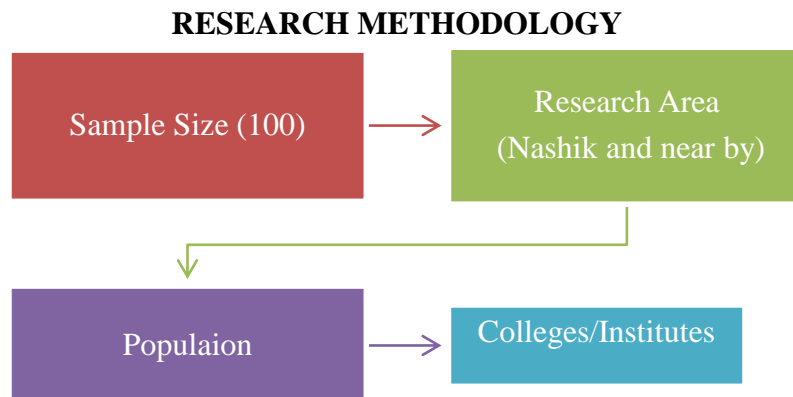 RESEARCH METHODOLOGY
Sample Size (100)
Research Area
(Nashik and near by)
Populaion
Colleges/Institutes